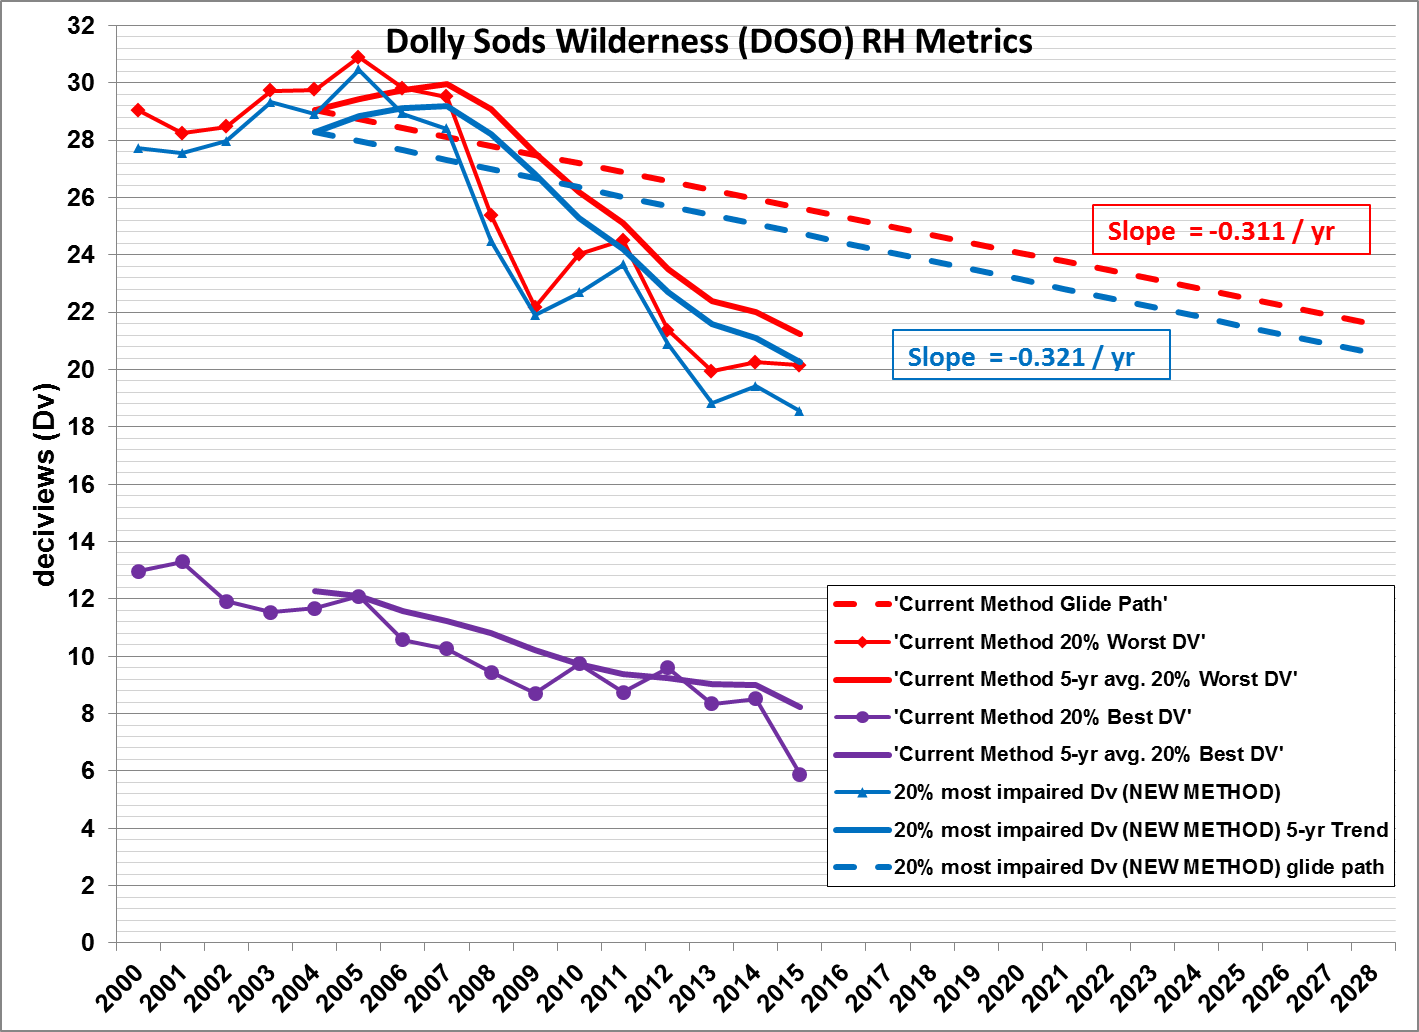 Dolly Sods Wilderness (DOSO) RH Metrics
32
30
28
26
24
22
20
18
16
14
12
10
8
6
4
2
0
deciviews (Dv)
Slope = -0.311 / yr
Slope = -0.321 / yr
'Current Method Glide Path'
'Current Method 20% Worst DV'
'Current Method 5-yr avg. 20% Worst DV'
'Current Method 20% Best DV'
'Current Method 5-yr avg. 20% Best DV'
20% most impaired Dv (NEW METHOD)
20% most impaired Dv (NEW METHOD) 5-yr Trend
20% most impaired Dv (NEW METHOD) glide path
2000 2001 2002 2003 2004 2005 2006 2007 2008 2009 2010 2011 2012 2013 2014 2015 2016 2017 2018 2019 2020 2021 2022 2023 2024 2025 2026 2027 2028